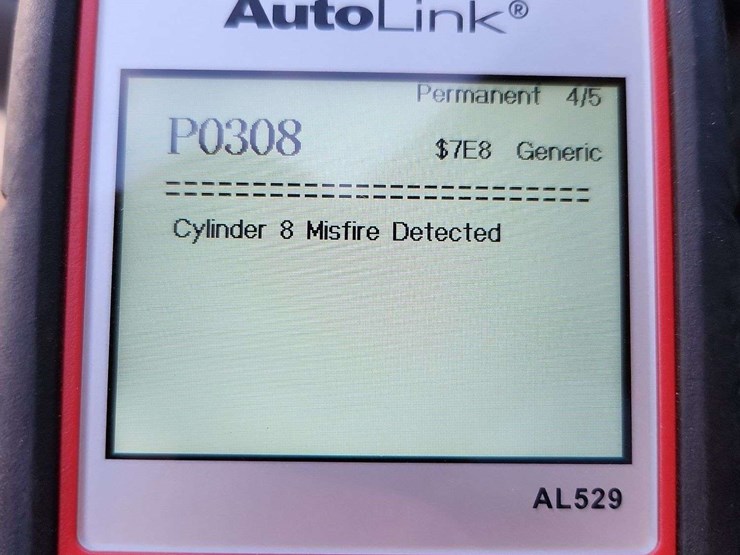 AutoLink®
Permanent 4/5
P0308
$7E8 Generic
==============================
Cylinder 8 Misfire Detected
AL529